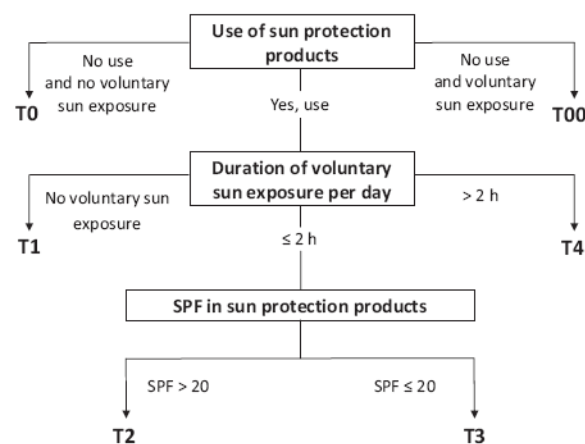 Use of sun protection
products
No use
and no voluntary
sun exposure
No use
and voluntary
sun exposure
T0
Yes, use
T00
Duration of voluntary
sun exposure per day
No voluntary sun
exposure
> 2 h
T1
≤ 2 h
T4
SPF in sun protection products
SPF > 20
SPF ≤ 20
T2
T3